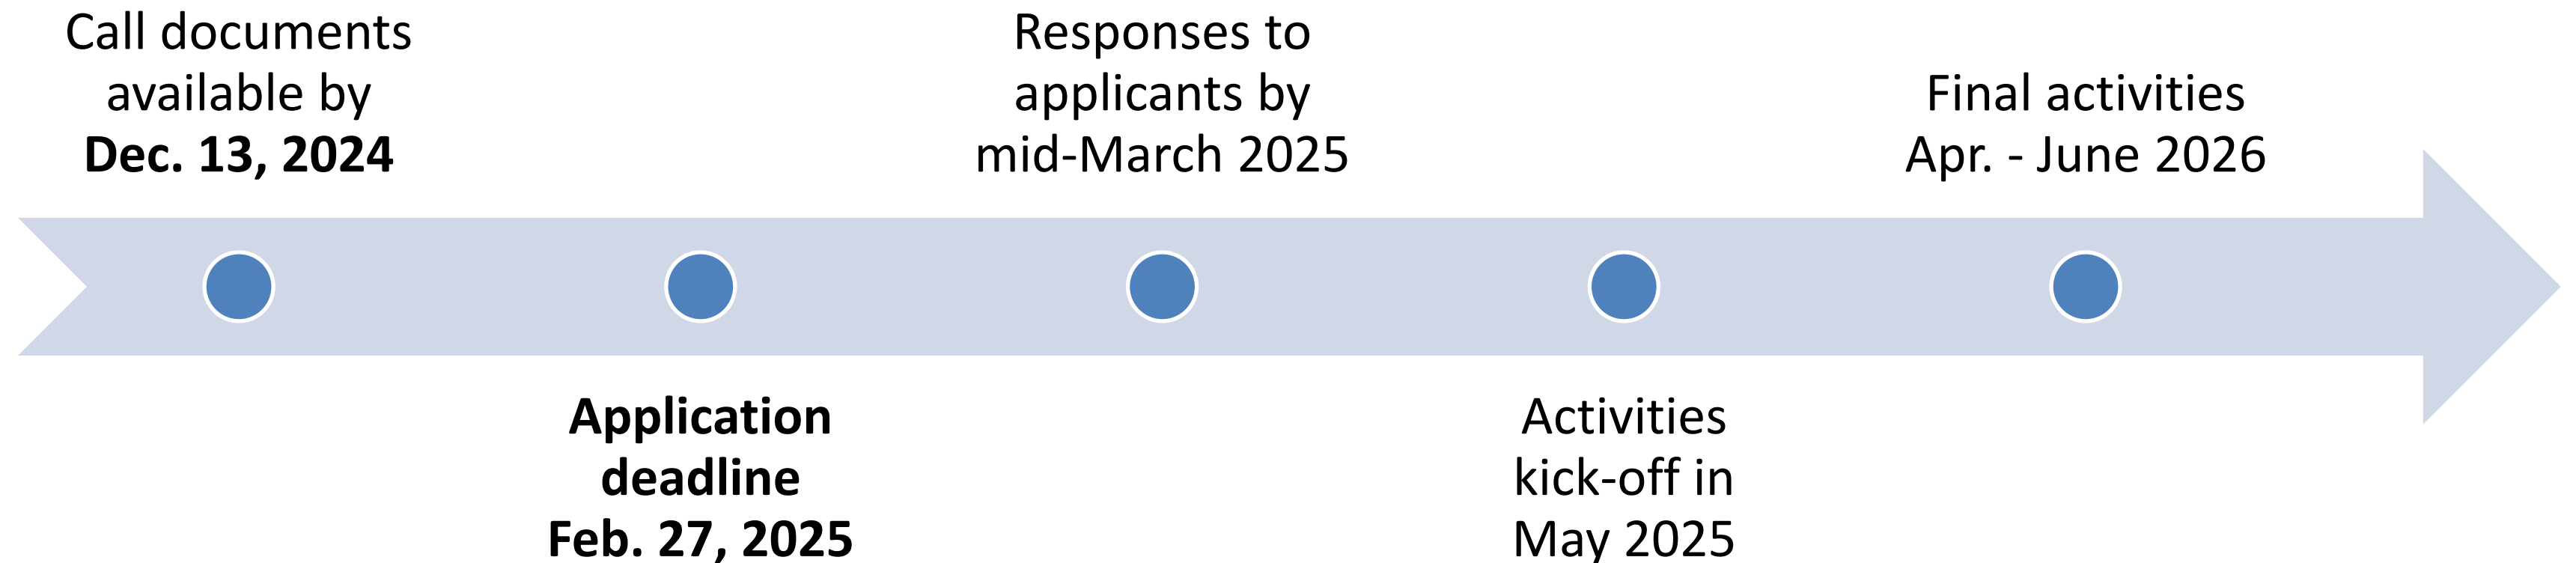 Call documents
available by
Dec. 13, 2024
Application
deadline
Feb. 27, 2025
Responses to
applicants by
mid-March 2025
Activities
kick-off in
May 2025
Final activities
Apr. - June 2026